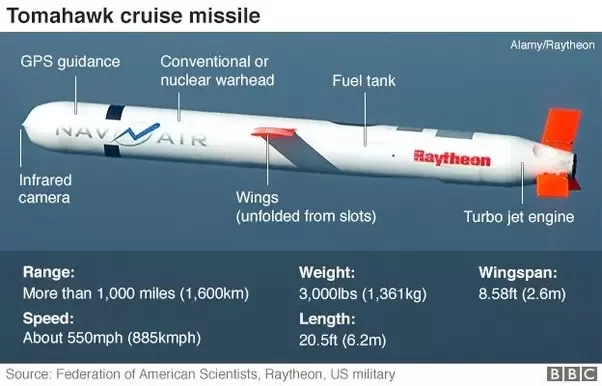 Tomahawk cruise missile
Alamy/Raytheon
GPS guidance
Conventional or
nuclear warhead
Fuel tank
NAV AIR
Raytheon
Infrared
camera
Wings
(unfolded from slots)
Turbo jet engine
Range:
More than 1,000 miles (1,600km)
Weight:
3,000lbs (1,361kg)
Wingspan:
8.58ft (2.6m)
Speed:
About 550mph (885kmph)
Length:
20.5ft (6.2m)
Source: Federation of American Scientists, Raytheon, US military
BBC